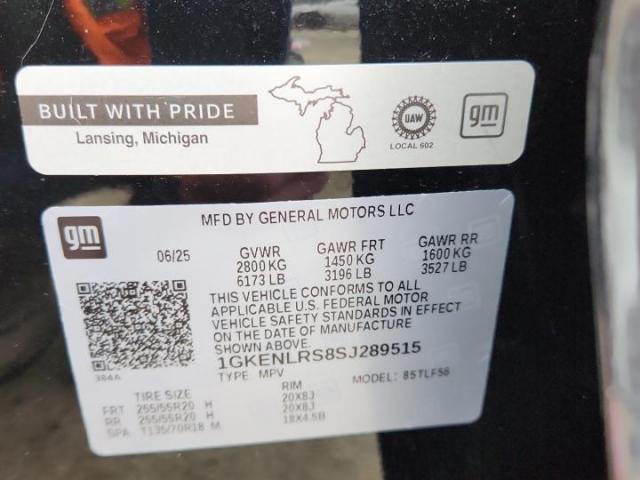 BUILT WITH PRIDE
Lansing, Michigan
UAW
LOCAL 602
gm
gm
MFD BY GENERAL MOTORS LLC
06/25 GVWR GAWR FRT GAWR RR
2800 KG 1450 KG 1600 KG
6173 LB 3196 LB 3527 LB
THIS VEHICLE CONFORMS TO ALL
APPLICABLE U.S. FEDERAL MOTOR
VEHICLE SAFETY STANDARDS IN EFFECT
ON THE DATE OF MANUFACTURE
SHOWN ABOVE.
1GKENLRS8SJ289515
384A TYPE MPV MODEL: 85TLF56
TIRE SIZE RIM
FRT 255/55R20 H 20X8J
RR 255/55R20 H 20X8J
SPA T135/70R18 M 18X4.5B